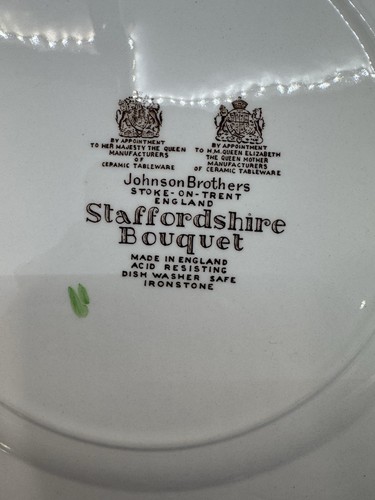 BY APPOINTMENT
TO HER MAJESTY THE QUEEN
MANUFACTURERS
OF
CERAMIC TABLEWARE
BY APPOINTMENT
TO H.M. QUEEN ELIZABETH
THE QUEEN MOTHER
MANUFACTURERS
OF CERAMIC TABLEWARE
Johnson Brothers
STOKE-ON-TRENT
ENGLAND
Staffordshire
Bouquet
MADE IN ENGLAND
ACID RESISTING
DISH WASHER SAFE
IRONSTONE